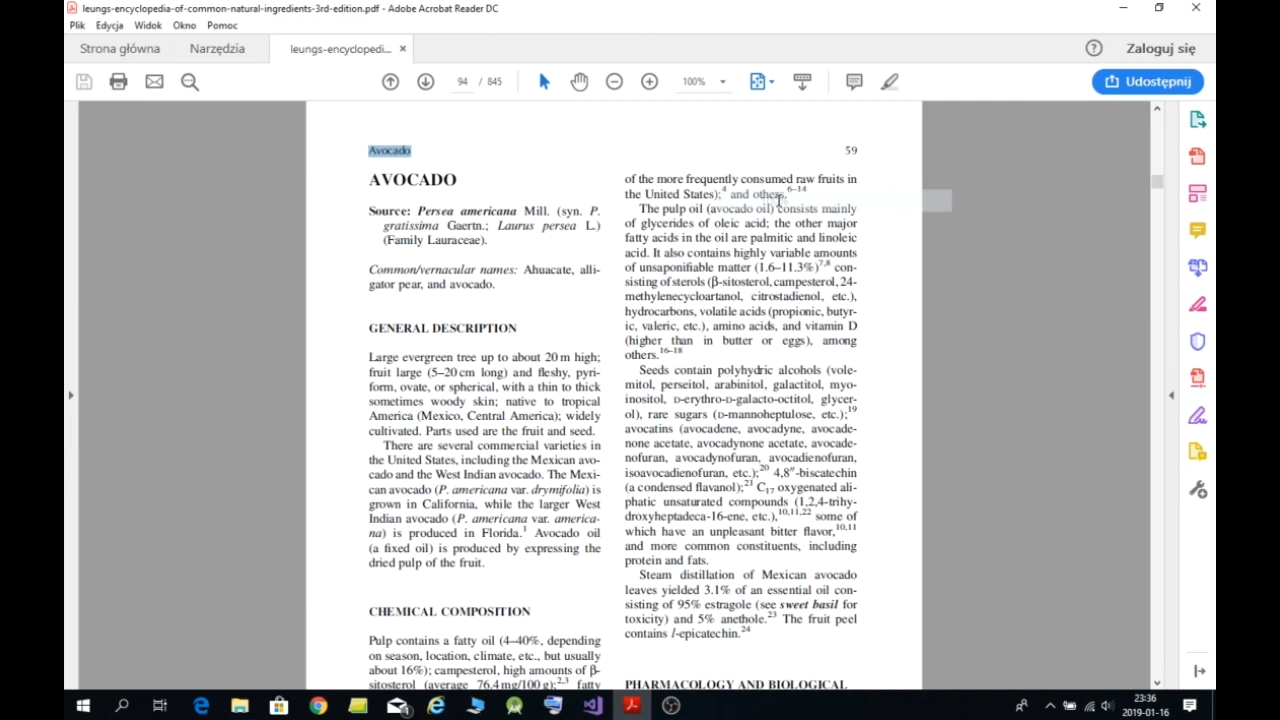 leungs-encyclopedia-of-common-natural-ingredients-3rd-edition.pdf - Adobe Acrobat Reader DC
Plik Edycja Widok Okno Pomoc
Strona główna Narzędzia leungs-encyclopedi... × Zaloguj się
94 / 845 100% Udostępnij
Avocado 59
AVOCADO
Source: Persea americana Mill. (syn. P.
gratissima Gaertn.; Laurus persea L.)
(Family Lauraceae).
Common/vernacular names: Ahuacate, alli-
gator pear, and avocado.
GENERAL DESCRIPTION
Large evergreen tree up to about 20 m high;
fruit large (5–20 cm long) and fleshy, pyri-
form, ovate, or spherical, with a thin to thick
sometimes woody skin; native to tropical
America (Mexico, Central America); widely
cultivated. Parts used are the fruit and seed.
There are several commercial varieties in
the United States, including the Mexican avo-
cado and the West Indian avocado. The Mexi-
can avocado (P. americana var. drymifolia) is
grown in California, while the larger West
Indian avocado (P. americana var. america-
na) is produced in Florida.1 Avocado oil
(a fixed oil) is produced by expressing the
dried pulp of the fruit.
CHEMICAL COMPOSITION
Pulp contains a fatty oil (4–40%, depending
on season, location, climate, etc., but usually
about 16%); campesterol, high amounts of β-
sitosterol (average 76.4 mg/100 g);2,3 fatty
of the more frequently consumed raw fruits in
the United States);4 and others.6–14
The pulp oil (avocado oil) consists mainly
of glycerides of oleic acid; the other major
fatty acids in the oil are palmitic and linoleic
acid. It also contains highly variable amounts
of unsaponifiable matter (1.6–11.3%)7,8 con-
sisting of sterols (β-sitosterol, campesterol, 24-
methylenecycloartanol, citrostadienol, etc.),
hydrocarbons, volatile acids (propionic, butyr-
ic, valeric, etc.), amino acids, and vitamin D
(higher than in butter or eggs), among
others.16–18
Seeds contain polyhydric alcohols (vole-
mitol, perseitol, arabinitol, galactitol, myo-
inositol, D-erythro-D-galacto-octitol, glycer-
ol), rare sugars (D-mannoheptulose, etc.);19
avocatins (avocadene, avocadyne, avocade-
none acetate, avocadynone acetate, avocade-
nofuran, avocadynofuran, avocadienofuran,
isoavocadienofuran, etc.);20 4,8″-biscatechin
(a condensed flavanol);21 C17 oxygenated ali-
phatic unsaturated compounds (1,2,4-trihy-
droxyheptadeca-16-ene, etc.),10,11,22 some of
which have an unpleasant bitter flavor,10,11
and more common constituents, including
protein and fats.
Steam distillation of Mexican avocado
leaves yielded 3.1% of an essential oil con-
sisting of 95% estragole (see sweet basil for
toxicity) and 5% anethole.23 The fruit peel
contains l-epicatechin.24
PHARMACOLOGY AND BIOLOGICAL
23:36
2019-01-16